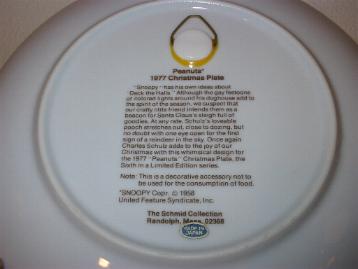 Peanuts*
1977 Christmas Plate
"Snoopy" has his own ideas about
"Deck the Halls." Although the gay festoons
of colored lights around his doghouse add to
the spirit of the season, we suspect that
our crafty little friend intends them as a
beacon for Santa Claus's sleigh full of
goodies. At any rate, Schulz's loveable
pooch stretches out, close to dozing, but
no doubt with one eye open for the first
sign of a reindeer in the sky. Once again
Charles Schulz adds to the joy of our
Christmas with this whimsical design for
the 1977 "Peanuts" Christmas Plate, the
Sixth in a Limited Edition series.
Note: This is a decorative accessory not to
be used for the consumption of food.
*SNOOPY Copr. © 1958
United Feature Syndicate, Inc.
The Schmid Collection
Randolph, Mass. 02368
MADE IN
JAPAN